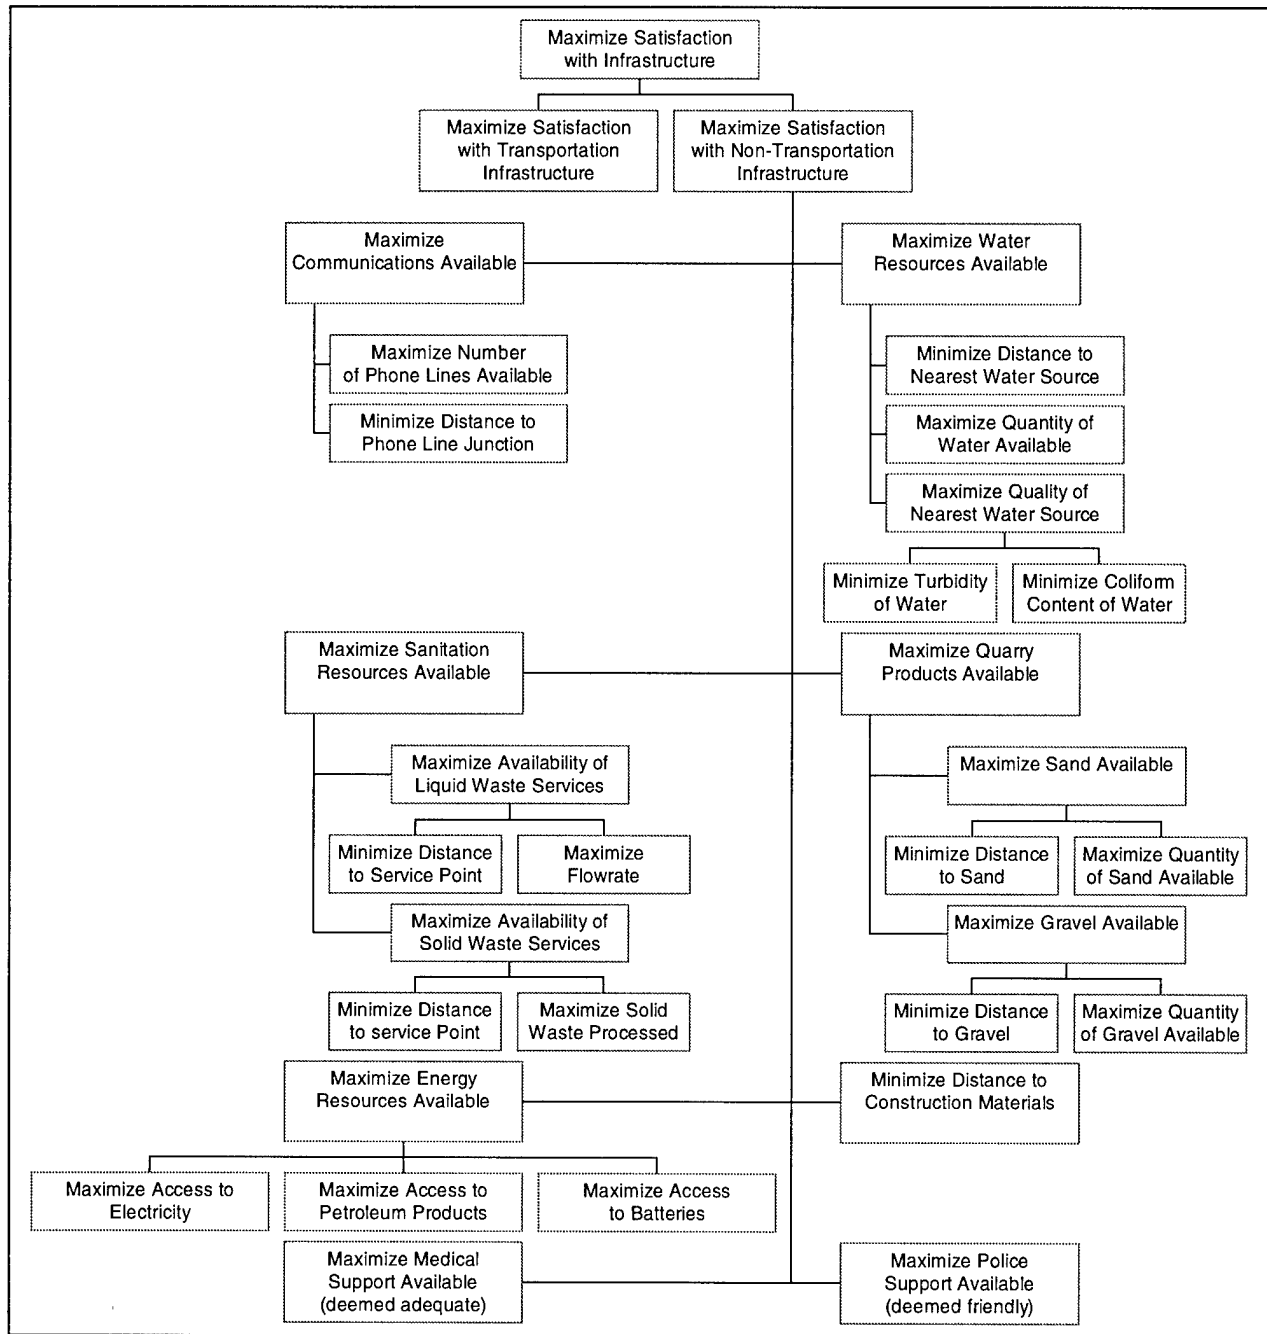 Maximize Satisfaction
with Infrastructure
Maximize Satisfaction
with Transportation
Infrastructure
Maximize Satisfaction
with Non-Transportation
Infrastructure
Maximize
Communications Available
Maximize Water
Resources Available
Maximize Number
of Phone Lines Available
Minimize Distance to
Phone Line Junction
Minimize Distance to
Nearest Water Source
Maximize Quantity of
Water Available
Maximize Quality of
Nearest Water Source
Minimize Turbidity
of Water
Minimize Coliform
Content of Water
Maximize Sanitation
Resources Available
Maximize Quarry
Products Available
Maximize Availability of
Liquid Waste Services
Minimize Distance
to Service Point
Maximize
Flowrate
Maximize Availability of
Solid Waste Services
Minimize Distance
to service Point
Maximize Solid
Waste Processed
Maximize Sand Available
Minimize Distance
to Sand
Maximize Quantity
of Sand Available
Maximize Gravel Available
Minimize Distance
to Gravel
Maximize Quantity
of Gravel Available
Maximize Energy
Resources Available
Minimize Distance to
Construction Materials
Maximize Access to
Electricity
Maximize Access to
Petroleum Products
Maximize Access
to Batteries
Maximize Medical
Support Available
(deemed adequate)
Maximize Police
Support Available
(deemed friendly)